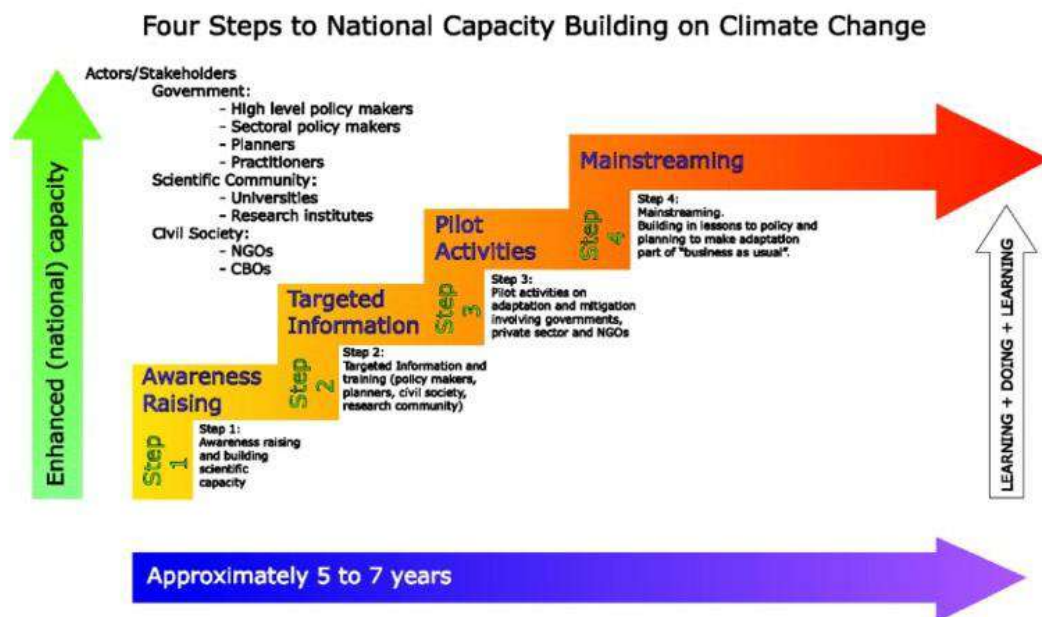 Four Steps to National Capacity Building on Climate Change
Actors/Stakeholders
Government:
- High level policy makers
- Sectoral policy makers
- Planners
- Practitioners
Scientific Community:
- Universities
- Research institutes
Civil Society:
- NGOs
- CBOs
Enhanced (national) capacity
Awareness
Raising
Step
1
Step 1:
Awareness raising
and building
scientific
capacity
Targeted
Information
Step
2
Step 2:
Targeted Information and
training (policy makers,
planners, civil society,
research community)
Pilot
Activities
Step
3
Step 3:
Pilot activities on
adaptation and mitigation
involving governments,
private sector and NGOs
Mainstreaming
Step
4
Step 4:
Mainstreaming.
Building in lessons to policy and
planning to make adaptation
part of "business as usual".
LEARNING + DOING + LEARNING
Approximately 5 to 7 years